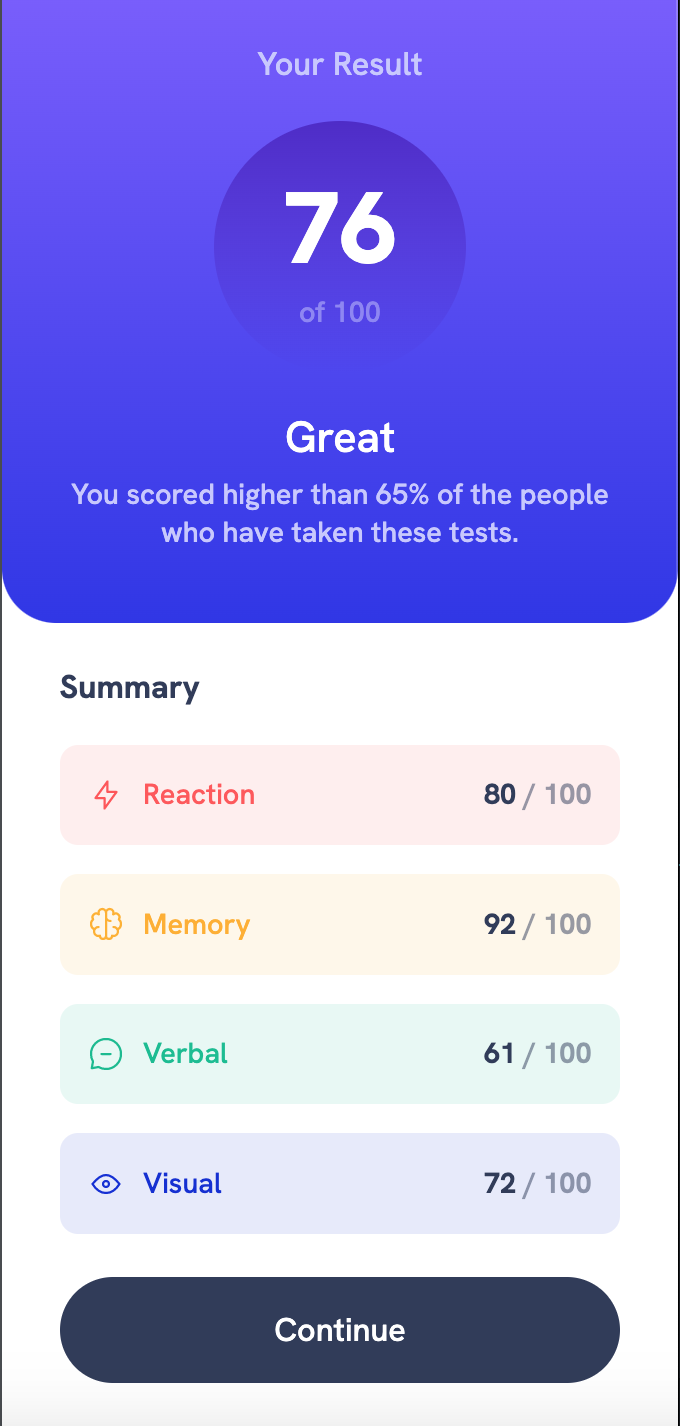 Your Result
76
of 100
Great
You scored higher than 65% of the people
who have taken these tests.
Summary
Reaction 80 / 100
Memory 92 / 100
Verbal 61 / 100
Visual 72 / 100
Continue